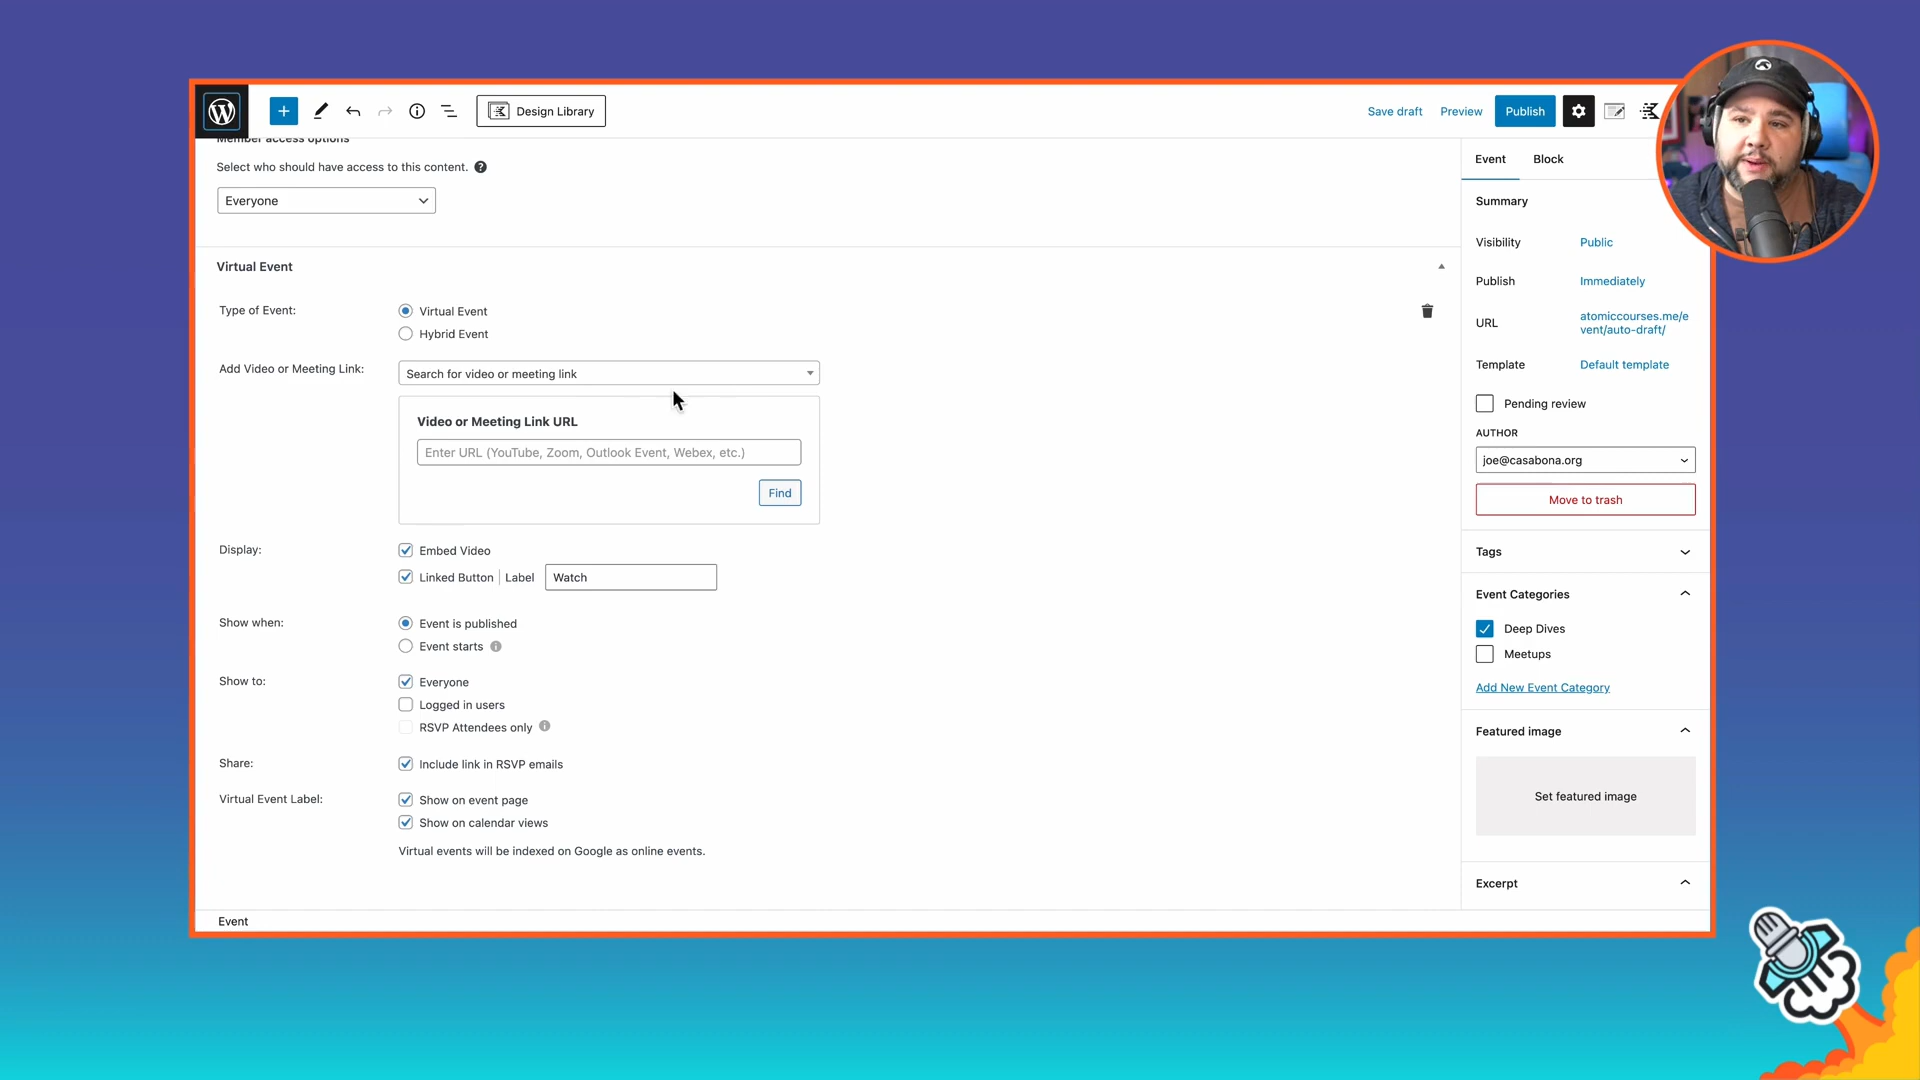 Design Library
Save draft
Preview
Publish
Member access options
Select who should have access to this content.
Everyone
Virtual Event
Type of Event:
Virtual Event
Hybrid Event
Add Video or Meeting Link:
Search for video or meeting link
Video or Meeting Link URL
Enter URL (YouTube, Zoom, Outlook Event, Webex, etc.)
Find
Display:
Embed Video
Linked Button | Label
Watch
Show when:
Event is published
Event starts
Show to:
Everyone
Logged in users
RSVP Attendees only
Share:
Include link in RSVP emails
Virtual Event Label:
Show on event page
Show on calendar views
Virtual events will be indexed on Google as online events.
Event
Event
Block
Summary
Visibility
Public
Publish
Immediately
URL
atomiccourses.me/e
vent/auto-draft/
Template
Default template
Pending review
AUTHOR
joe@casabona.org
Move to trash
Tags
Event Categories
Deep Dives
Meetups
Add New Event Category
Featured image
Set featured image
Excerpt